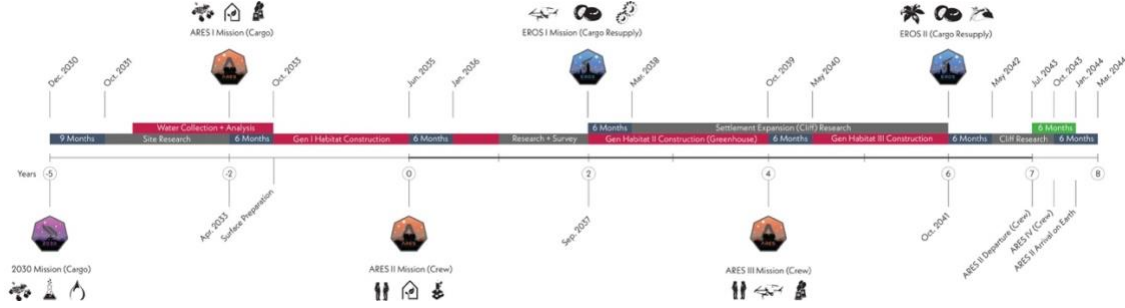 ARES I Mission (Cargo)
EROS I Mission (Cargo Resupply)
EROS II (Cargo Resupply)
ARES
EROS
EROS
Dec. 2030
Oct. 2031
Oct. 2033
Jun. 2035
Jan. 2036
Mar. 2038
Oct. 2039
May 2040
May 2042
Jul. 2043
Oct. 2043
Jan. 2044
Mar. 2044
Water Collection + Analysis
6 Months
Settlement Expansion (Cliff) Research
6 Months
9 Months
Site Research
6 Months
Gen I Habitat Construction
6 Months
Research + Survey
Gen Habitat II Construction (Greenhouse)
6 Months
Gen Habitat III Construction
6 Months
Cliff Research
6 Months
Years
-5
-2
0
2
4
6
7
8
Apr. 2033
Surface Preparation
Sep. 2037
Oct. 2041
ARES II Departure (Crew)
ARES IV (Crew)
ARES II Arrival on Earth
2030
ARES
ARES
2030 Mission (Cargo)
ARES II Mission (Crew)
ARES III Mission (Crew)